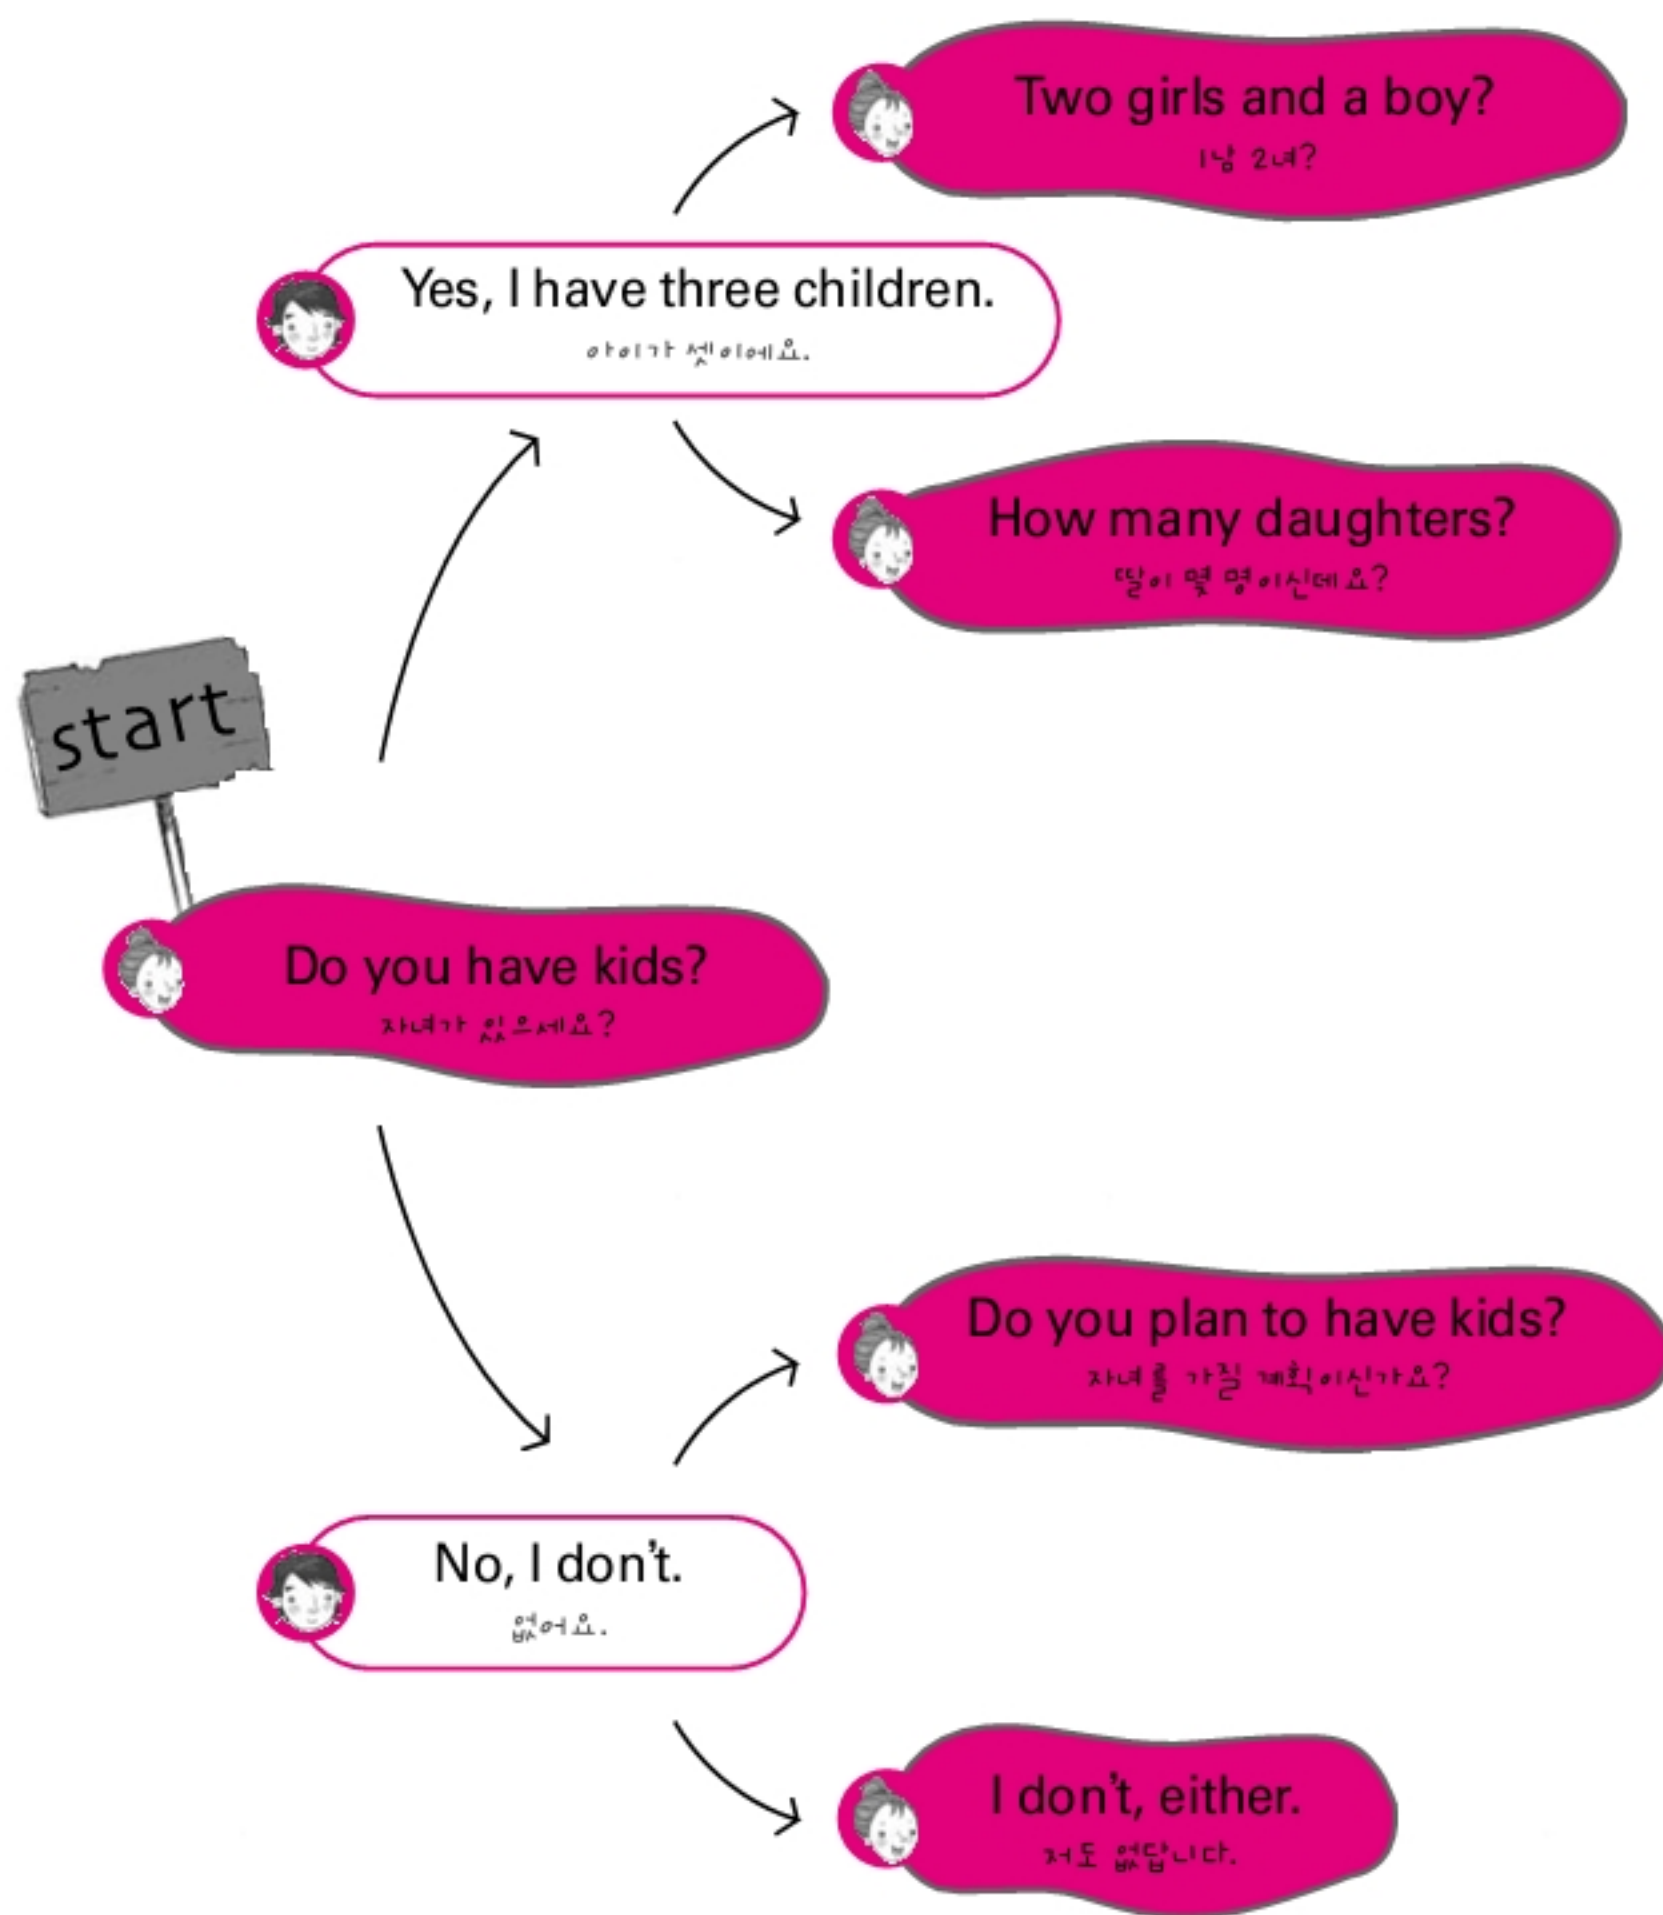 Two girls and a boy?
1남 2녀?
Yes, I have three children.
아이가 셋이에요.
How many daughters?
딸이 몇 명이신데요?
start
Do you have kids?
자녀가 있으세요?
Do you plan to have kids?
자녀를 가질 계획이신가요?
No, I don't.
없어요.
I don't, either.
저도 없답니다.